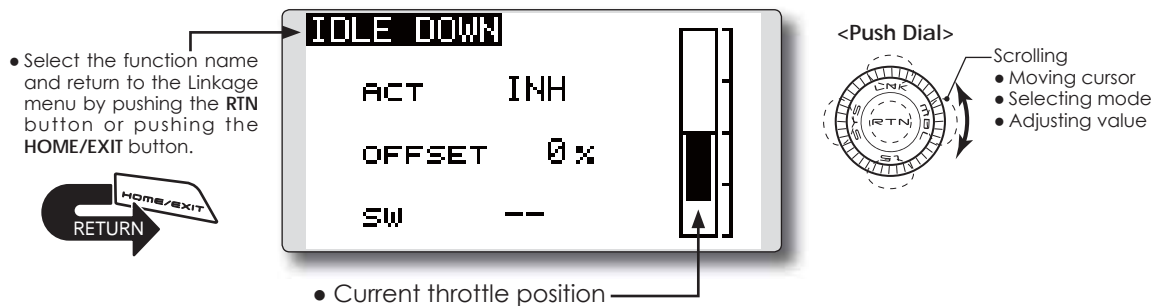 ● Select the function name
and return to the Linkage
menu by pushing the RTN
button or pushing the
HOME/EXIT button.
HOME/EXIT
RETURN
IDLE DOWN
ACT INH
OFFSET 0%
SW --
● Current throttle position
<Push Dial>
Scrolling
● Moving cursor
● Selecting mode
● Adjusting value
LNK
SYS
RTN
MDL
S1